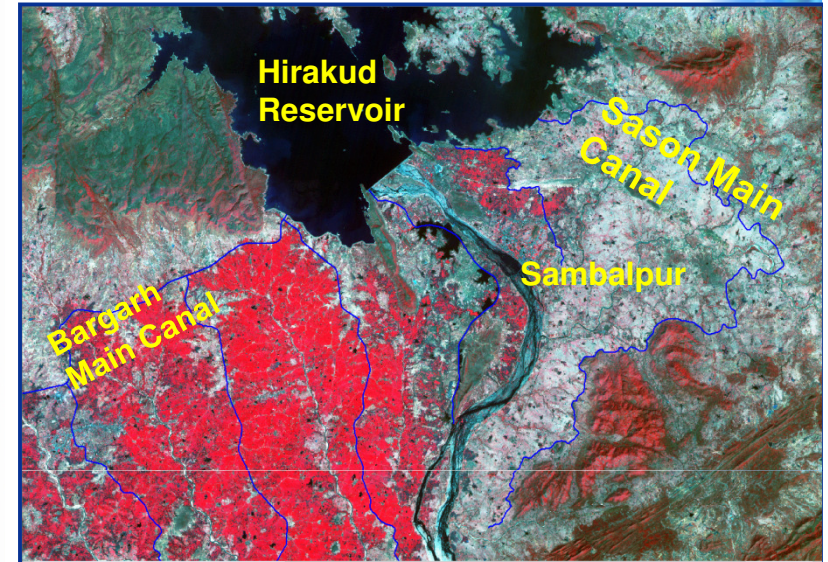 Hirakud
Reservoir
Sason Main
Canal
Sambalpur
Bargarh
Main Canal